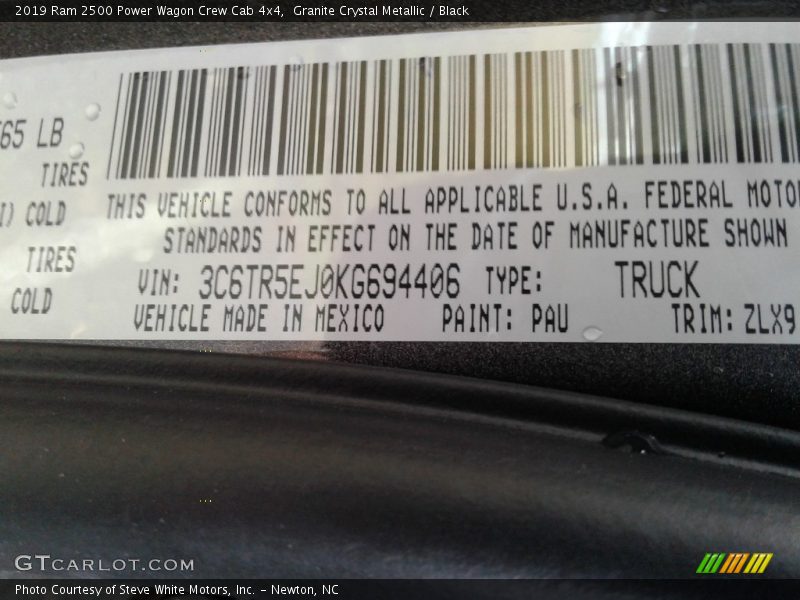 2019 Ram 2500 Power Wagon Crew Cab 4x4, Granite Crystal Metallic / Black
65 LB
TIRES
COLD
TIRES
COLD
THIS VEHICLE CONFORMS TO ALL APPLICABLE U.S.A. FEDERAL MOTO
STANDARDS IN EFFECT ON THE DATE OF MANUFACTURE SHOWN
VIN: 3C6TR5EJ0KG694406 TYPE: TRUCK
VEHICLE MADE IN MEXICO PAINT: PAU TRIM: ZLX9
GTCARLOT.COM
Photo Courtesy of Steve White Motors, Inc. – Newton, NC